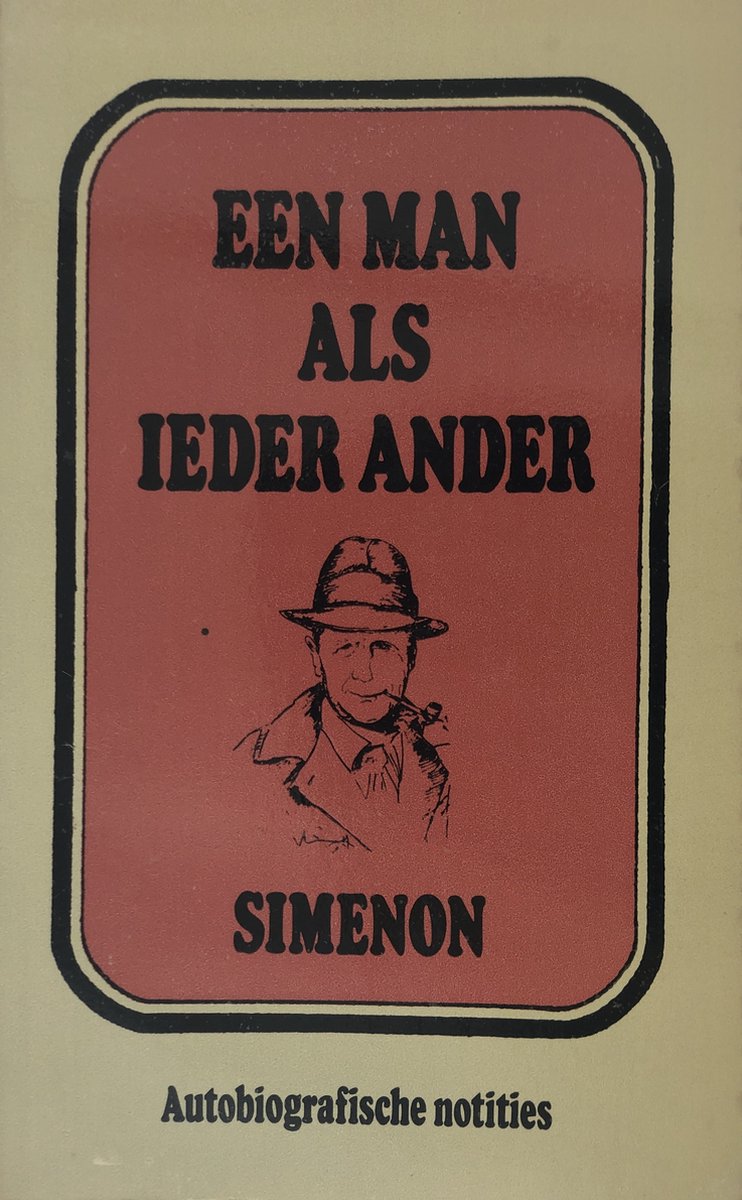 EEN MAN
ALS
IEDER ANDER
SIMENON
Autobiografische notities